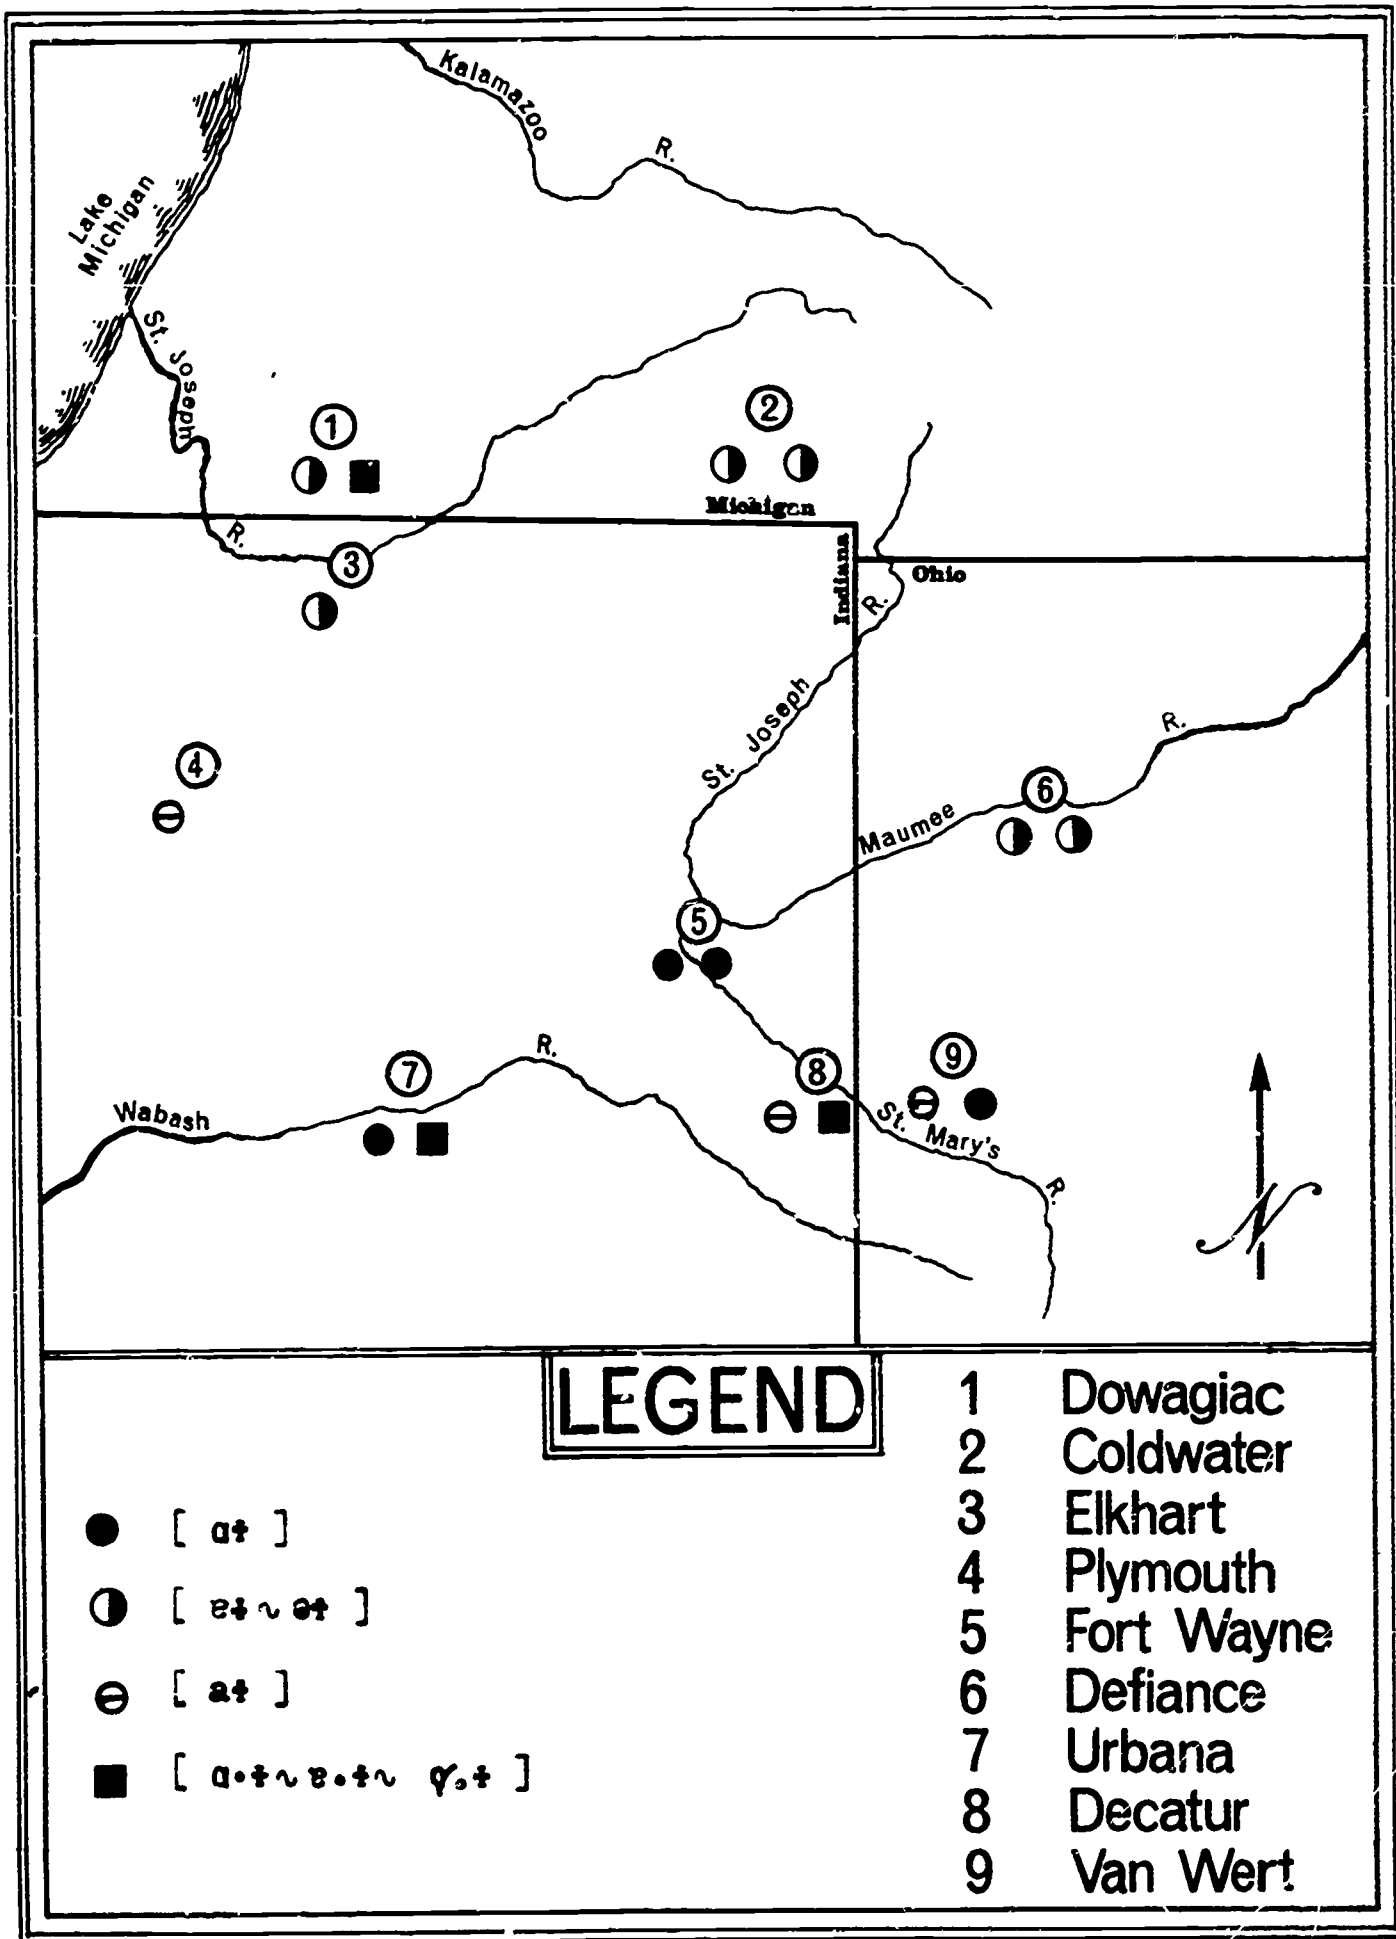 Kalamazoo
R.
Lake
Michigan
St. Joseph
1
2
Michigan
R.
3
Indiana
Ohio
R.
St. Joseph
4
R.
6
Maumee
5
R.
9
7
8
Wabash
St. Mary's
R.
N
LEGEND
1 Dowagiac
2 Coldwater
3 Elkhart
4 Plymouth
5 Fort Wayne
6 Defiance
7 Urbana
8 Decatur
9 Van Wert